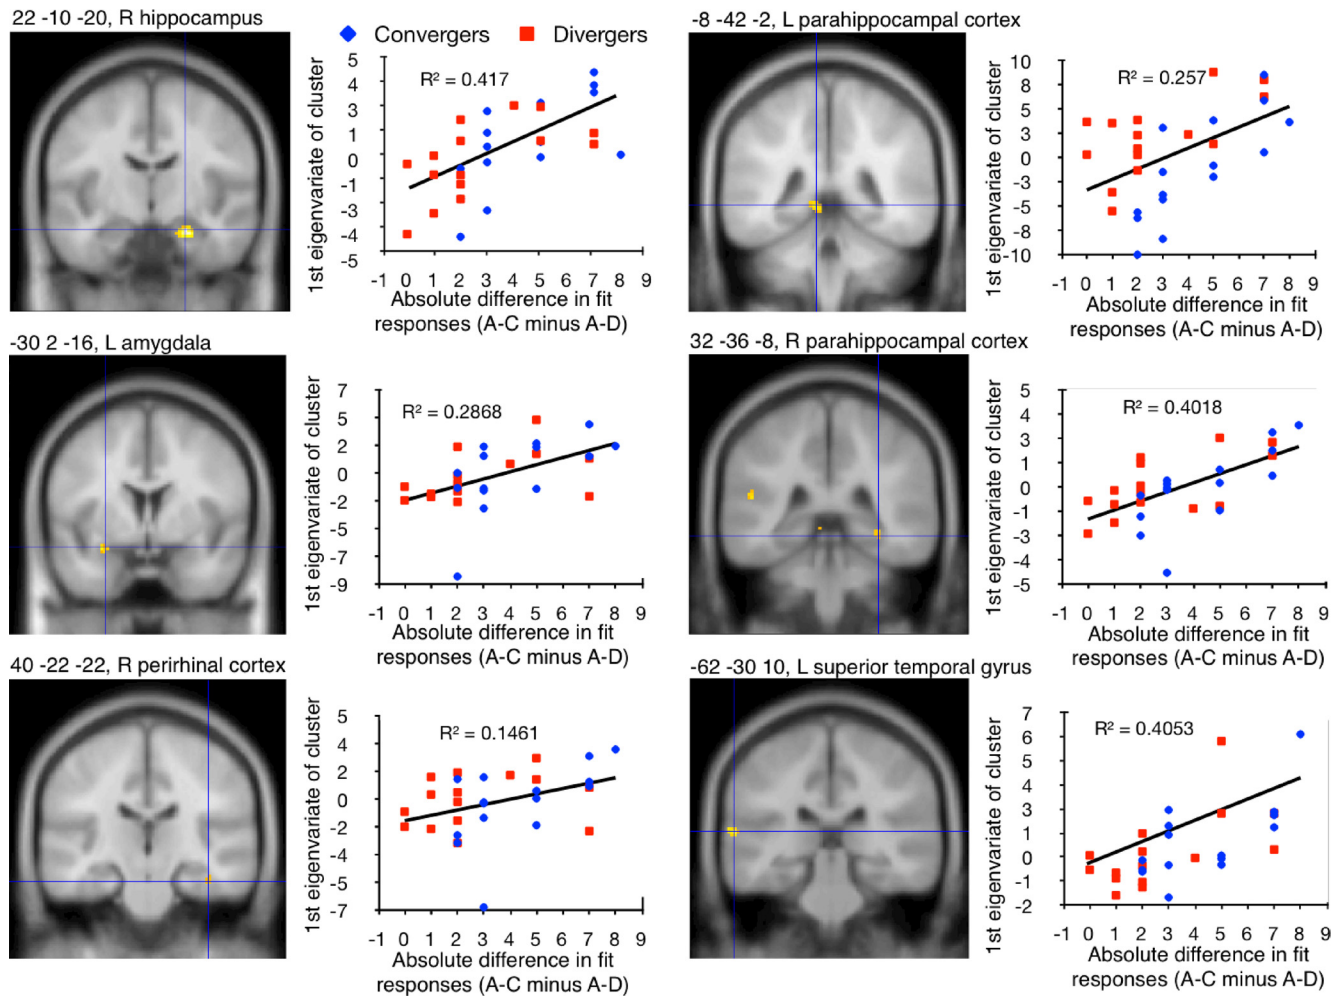 22 -10 -20, R hippocampus
Convergers
Divergers
R² = 0.417
1st eigenvariate of cluster
5
4
3
1
0
-1
-3
-4
-5
-1 0 1 2 3 4 5 6 7 8 9
Absolute difference in fit
responses (A-C minus A-D)
-8 -42 -2, L parahippocampal cortex
R² = 0.257
1st eigenvariate of cluster
10
8
5
3
0
-3
-5
-8
-10
-1 0 1 2 3 4 5 6 7 8 9
Absolute difference in fit
responses (A-C minus A-D)
-30 2 -16, L amygdala
R² = 0.2868
1st eigenvariate of cluster
7
5
2
0
-2
-5
-7
-9
-1 0 1 2 3 4 5 6 7 8 9
Absolute difference in fit
responses (A-C minus A-D)
32 -36 -8, R parahippocampal cortex
R² = 0.4018
1st eigenvariate of cluster
5
4
3
1
0
-1
-3
-4
-5
-1 0 1 2 3 4 5 6 7 8 9
Absolute difference in fit
responses (A-C minus A-D)
40 -22 -22, R perirhinal cortex
R² = 0.1461
1st eigenvariate of cluster
5
4
2
0
-2
-4
-5
-7
-1 0 1 2 3 4 5 6 7 8 9
Absolute difference in fit
responses (A-C minus A-D)
-62 -30 10, L superior temporal gyrus
R² = 0.4053
1st eigenvariate of cluster
7
6
4
3
1
0
-1
-2
-1 0 1 2 3 4 5 6 7 8 9
Absolute difference in fit
responses (A-C minus A-D)